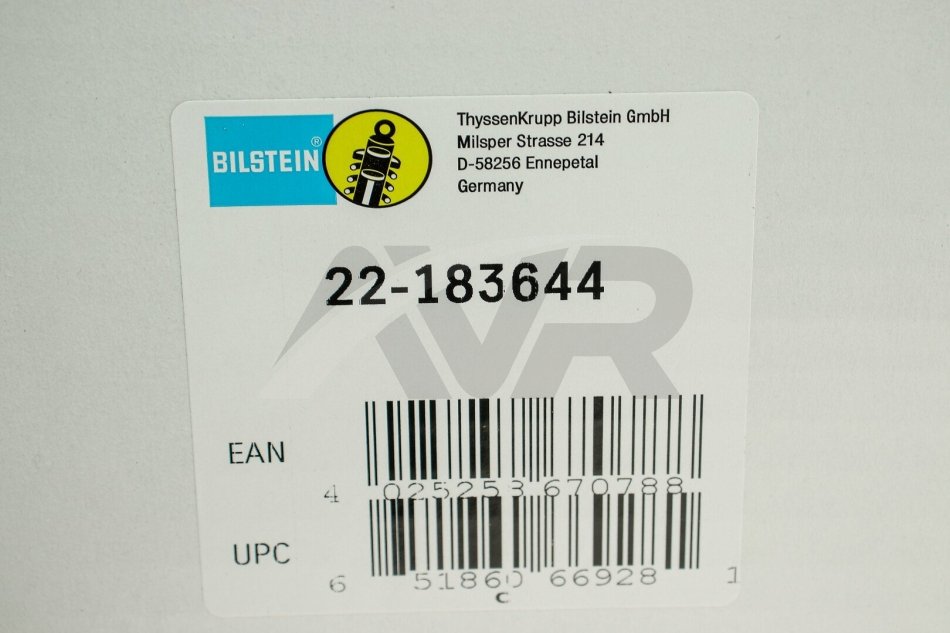 BILSTEIN®
ThyssenKrupp Bilstein GmbH
Milsper Strasse 214
D-58256 Ennepetal
Germany
22-183644
AVR
EAN
4 025253 670788
UPC
6 51860 66928 1
C